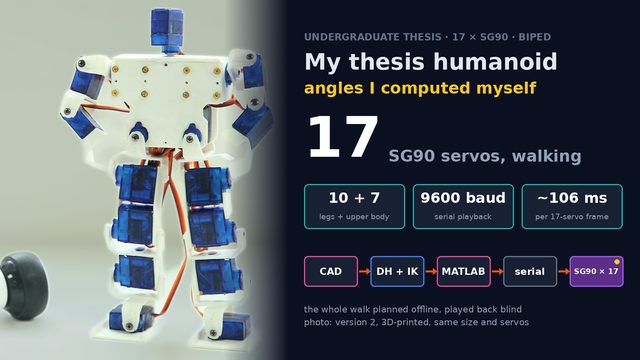 UNDERGRADUATE THESIS · 17 × SG90 · BIPED
My thesis humanoid
angles I computed myself
17 SG90 servos, walking
10 + 7
legs + upper body
9600 baud
serial playback
~106 ms
per 17-servo frame
CAD
DH + IK
MATLAB
serial
SG90 × 17
the whole walk planned offline, played back blind
photo: version 2, 3D-printed, same size and servos